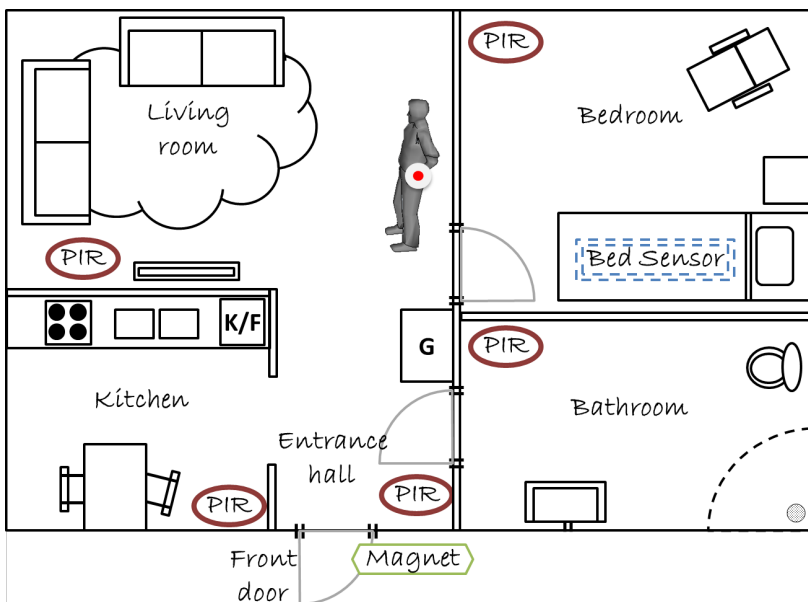 PIR
Living
room
Bedroom
PIR
Bed Sensor
K/F
G
PIR
Kitchen
Bathroom
Entrance
hall
PIR
PIR
Front
door
Magnet